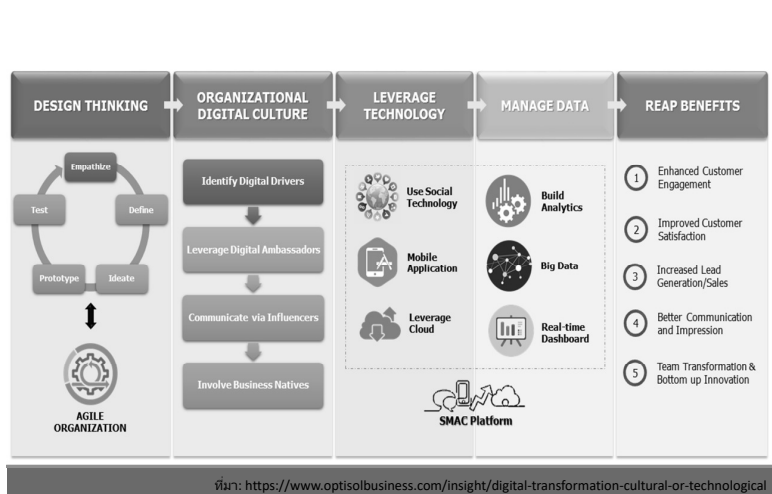 DESIGN THINKING
ORGANIZATIONAL
DIGITAL CULTURE
LEVERAGE
TECHNOLOGY
MANAGE DATA
REAP BENEFITS
Empathize
Define
Ideate
Prototype
Test
AGILE
ORGANIZATION
Identify Digital Drivers
Leverage Digital Ambassadors
Communicate via Influencers
Involve Business Natives
Use Social
Technology
Mobile
Application
Leverage
Cloud
Build
Analytics
Big Data
Real-time
Dashboard
SMAC Platform
1 Enhanced Customer
Engagement
2 Improved Customer
Satisfaction
3 Increased Lead
Generation/Sales
4 Better Communication
and Impression
5 Team Transformation &
Bottom up Innovation
ที่มา: https://www.optisolbusiness.com/insight/digital-transformation-cultural-or-technological